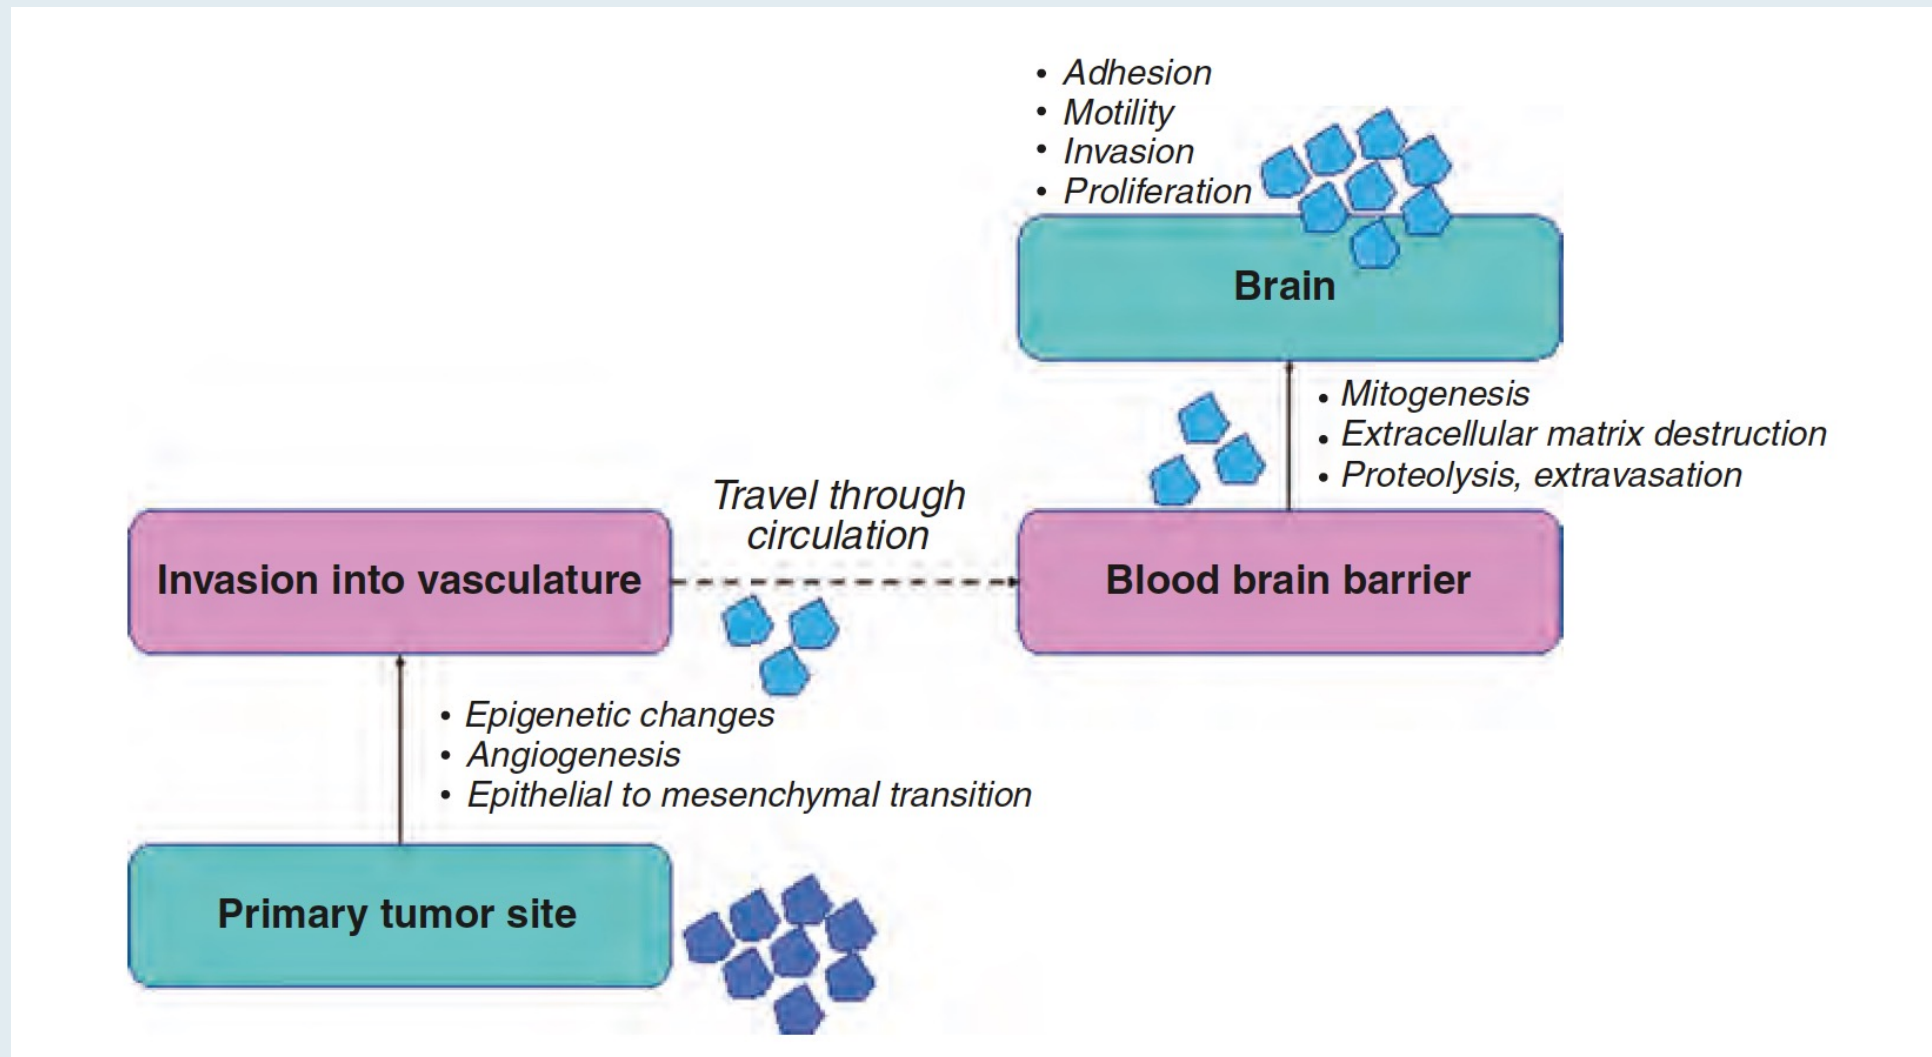 • Adhesion
• Motility
• Invasion
• Proliferation
Brain
• Mitogenesis
• Extracellular matrix destruction
• Proteolysis, extravasation
Travel through
circulation
Invasion into vasculature
Blood brain barrier
• Epigenetic changes
• Angiogenesis
• Epithelial to mesenchymal transition
Primary tumor site